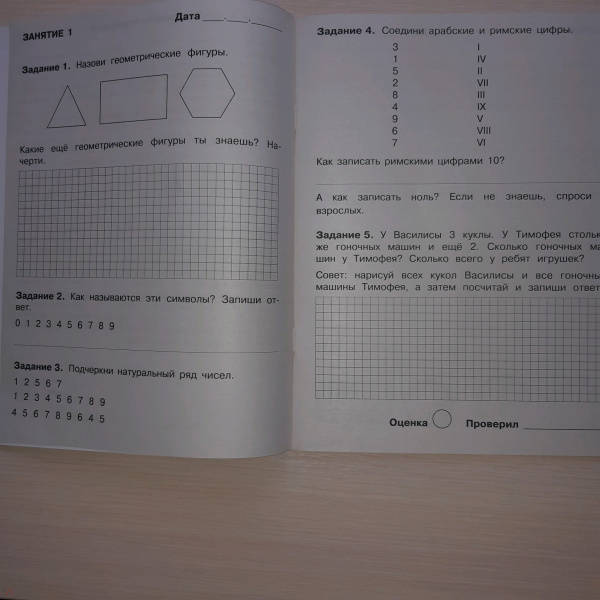 ЗАНЯТИЕ 1
Дата ___.___.___
Задание 1. Назови геометрические фигуры.
Какие ещё геометрические фигуры ты знаешь? На-
черти.
Задание 2. Как называются эти символы? Запиши от-
вет.
0 1 2 3 4 5 6 7 8 9
Задание 3. Подчеркни натуральный ряд чисел.
1 2 5 6 7
1 2 3 4 5 6 7 8 9
4 5 6 7 8 9 6 4 5
Задание 4. Соедини арабские и римские цифры.
3 I
1 IV
5 II
2 VII
8 III
4 IX
9 V
6 VIII
7 VI
Как записать римскими цифрами 10?
А как записать ноль? Если не знаешь, спроси
взрослых.
Задание 5. У Василисы 3 куклы. У Тимофея столь
же гоночных машин и ещё 2. Сколько гоночных ма
шин у Тимофея? Сколько всего у ребят игрушек?
Совет: нарисуй всех кукол Василисы и все гоночны
машины Тимофея, а затем посчитай и запиши ответ
Оценка Проверил